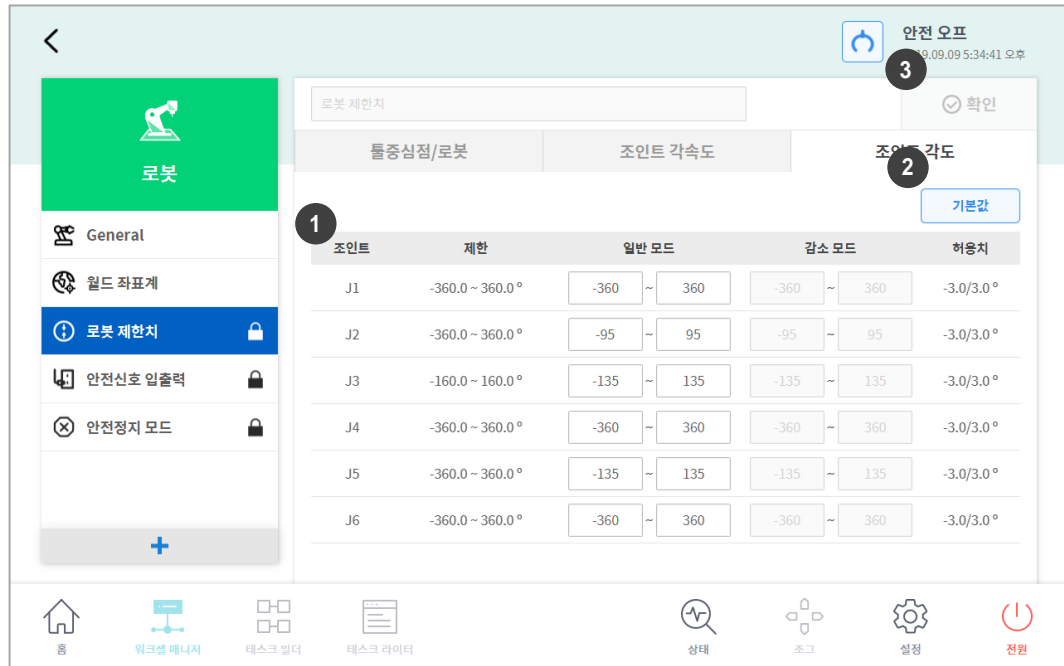 안전 오프
19.09.09 5:34:41 오후
3
로봇 제한치
확인
로봇
툴중심점/로봇
조인트 각속도
조인트 각도
2
기본값
1
General
월드 좌표계
로봇 제한치
안전신호 입출력
안전정지 모드
조인트 제한 일반 모드 감소 모드 허용치
J1 -360.0 ~ 360.0 º -360 ~ 360 -360 ~ 360 -3.0/3.0 º
J2 -360.0 ~ 360.0 º -95 ~ 95 -95 ~ 95 -3.0/3.0 º
J3 -160.0 ~ 160.0 º -135 ~ 135 -135 ~ 135 -3.0/3.0 º
J4 -360.0 ~ 360.0 º -360 ~ 360 -360 ~ 360 -3.0/3.0 º
J5 -360.0 ~ 360.0 º -135 ~ 135 -135 ~ 135 -3.0/3.0 º
J6 -360.0 ~ 360.0 º -360 ~ 360 -360 ~ 360 -3.0/3.0 º
홈
워크셀 매니저
태스크 빌더
태스크 라이터
상태
조그
설정
전원